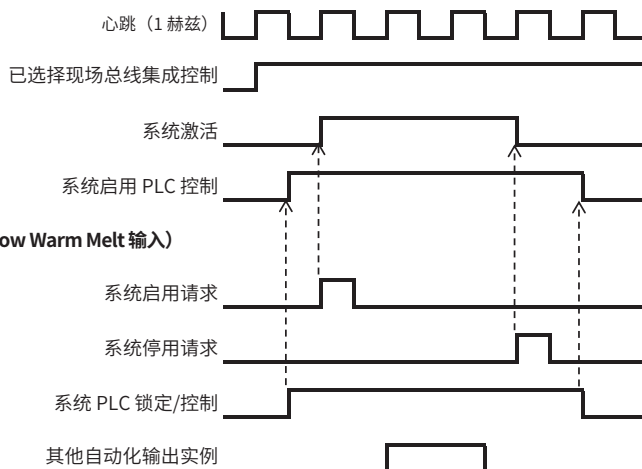 心跳（1 赫兹）
已选择现场总线集成控制
系统激活
系统启用 PLC 控制
ow Warm Melt 输入）
系统启用请求
系统停用请求
系统 PLC 锁定/控制
其他自动化输出实例